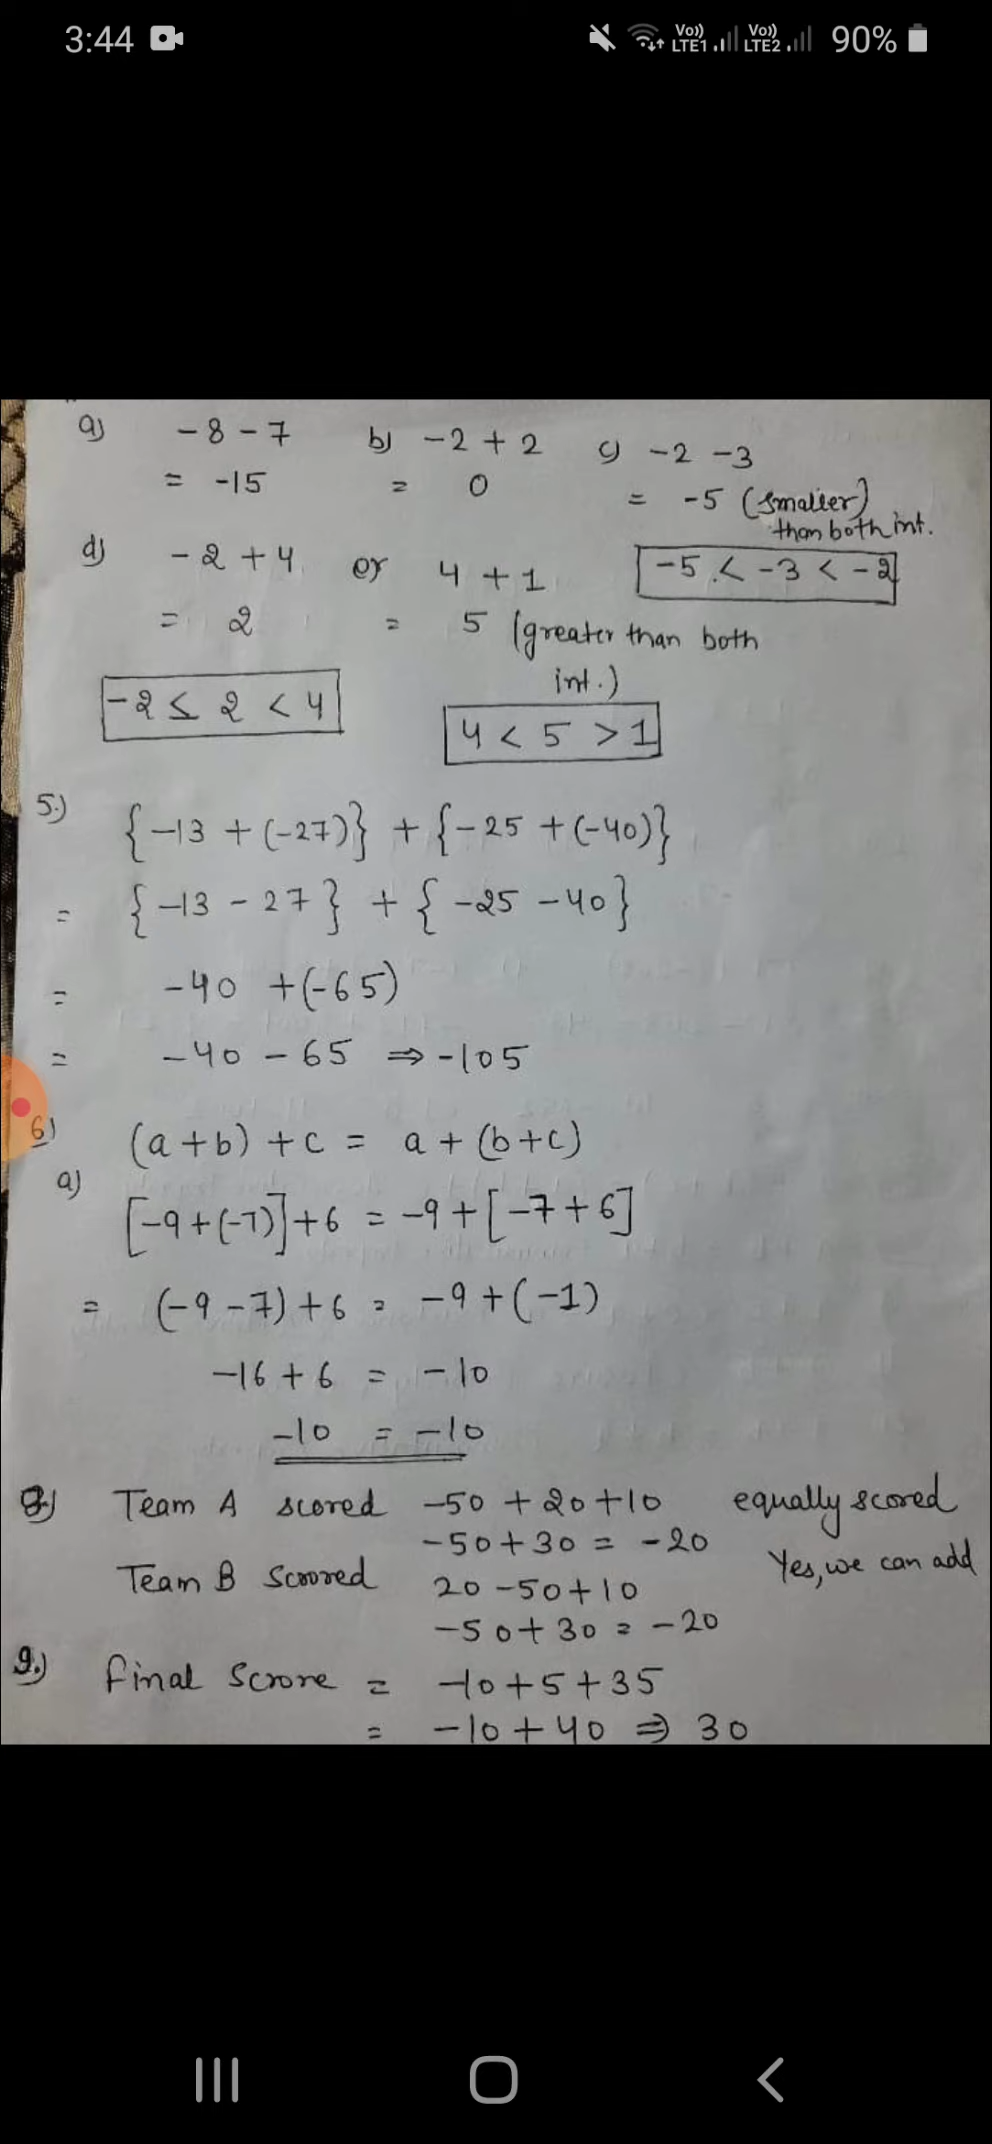 3:44 Vo)) LTE1 Vo)) LTE2 90%
a) -8 - 7 b) -2 + 2 c) -2 -3
= -15 = 0 = -5 (smaller)
than both int.
d) -2 + 4 or 4 + 1 -5 < -3 < -2
= 2 = 5 (greater than both
int.)
-2 ≤ 2 < 4 4 < 5 > 1
5.) {-13 + (-27)} + {-25 + (-40)}
= {-13 - 27} + {-25 - 40}
= -40 + (-65)
= -40 - 65 ⇒ -105
6) (a+b) + c = a + (b+c)
a) [-9+(-7)]+6 = -9+[-7+6]
= (-9-7)+6 = -9+(-1)
-16 + 6 = -10
-10 = -10
Team A scored -50 + 20 + 10 equally scored
-50+30 = -20
Team B Scrored 20 -50+10 Yes, we can add
-50+30 = -20
9.) final Scrore = -10+5+35
= -10+40 ⇒ 30